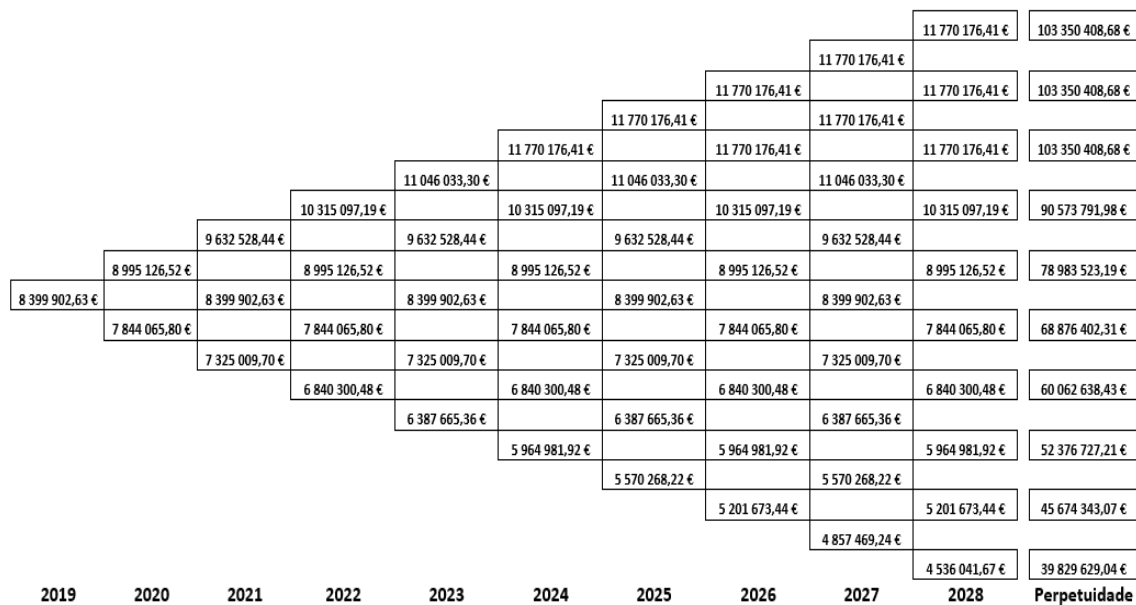 11 770 176,41 € 103 350 408,68 €
11 770 176,41 €
11 770 176,41 € 11 770 176,41 € 103 350 408,68 €
11 770 176,41 € 11 770 176,41 €
11 770 176,41 € 11 770 176,41 € 11 770 176,41 € 103 350 408,68 €
11 046 033,30 € 11 046 033,30 € 11 046 033,30 €
10 315 097,19 € 10 315 097,19 € 10 315 097,19 € 10 315 097,19 € 90 573 791,98 €
9 632 528,44 € 9 632 528,44 € 9 632 528,44 € 9 632 528,44 €
8 995 126,52 € 8 995 126,52 € 8 995 126,52 € 8 995 126,52 € 8 995 126,52 € 78 983 523,19 €
8 399 902,63 € 8 399 902,63 € 8 399 902,63 € 8 399 902,63 € 8 399 902,63 €
7 844 065,80 € 7 844 065,80 € 7 844 065,80 € 7 844 065,80 € 7 844 065,80 € 68 876 402,31 €
7 325 009,70 € 7 325 009,70 € 7 325 009,70 € 7 325 009,70 €
6 840 300,48 € 6 840 300,48 € 6 840 300,48 € 6 840 300,48 € 60 062 638,43 €
6 387 665,36 € 6 387 665,36 € 6 387 665,36 €
5 964 981,92 € 5 964 981,92 € 5 964 981,92 € 52 376 727,21 €
5 570 268,22 € 5 570 268,22 €
5 201 673,44 € 5 201 673,44 € 45 674 343,07 €
4 857 469,24 €
4 536 041,67 € 39 829 629,04 €
2019 2020 2021 2022 2023 2024 2025 2026 2027 2028 Perpetuidade